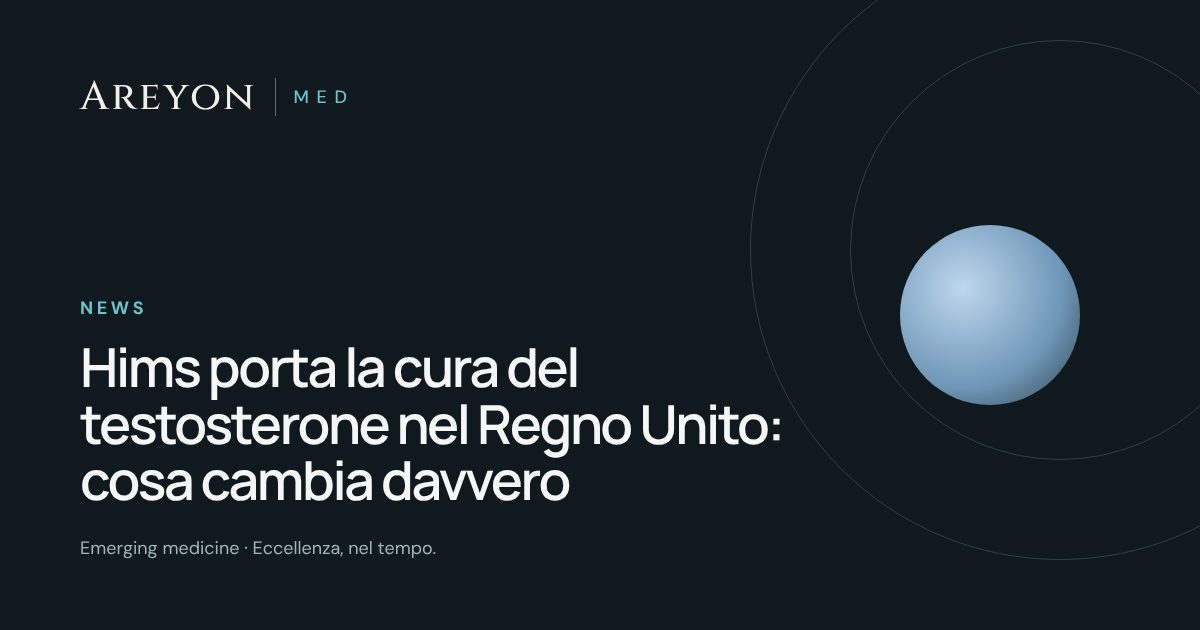 AREYON | MED
NEWS
Hims porta la cura del
testosterone nel Regno Unito:
cosa cambia davvero
Emerging medicine · Eccellenza, nel tempo.